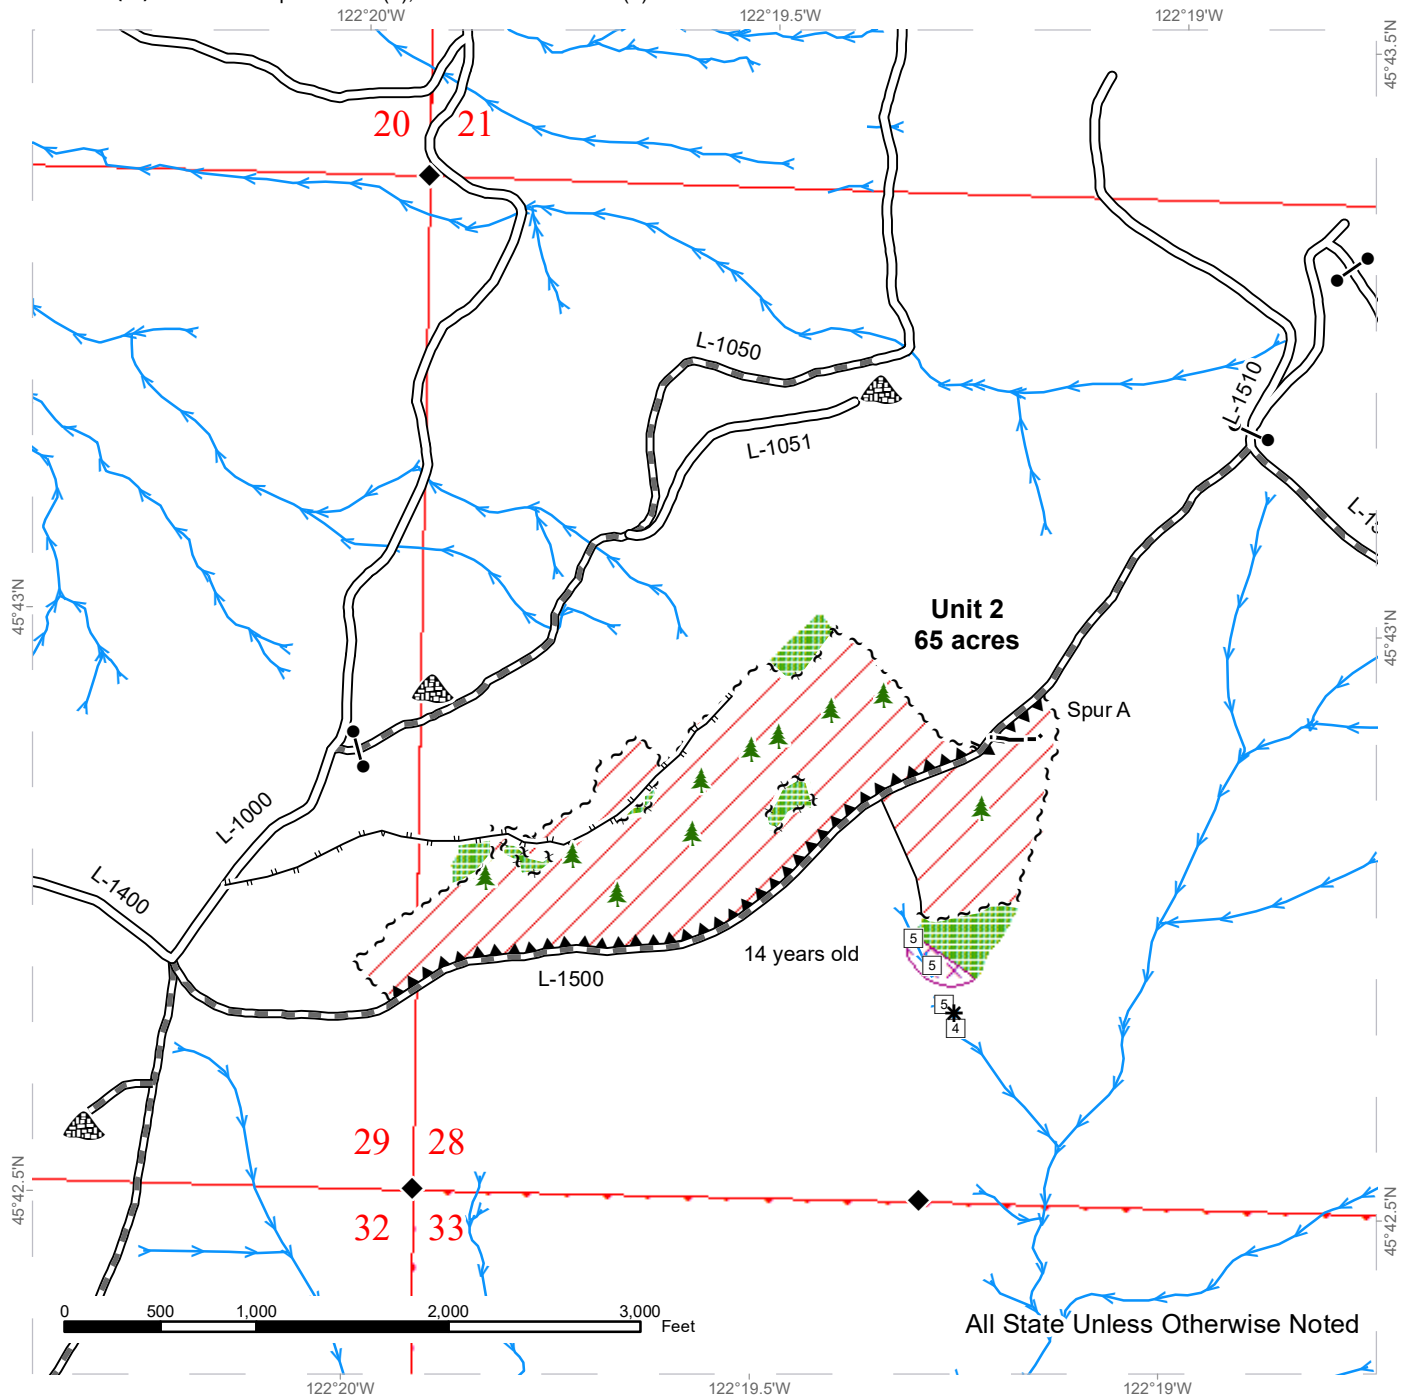 122°20'W
122°19.5'W
122°19'W
45°43.5'N
20
21
L-1050
L-1510
L-1051
45°43'N
Unit 2
65 acres
45°43'N
Spur A
L-1000
L-1400
14 years old
5
5
L-1500
5
4
29
28
45°42.5'N
45°42.5'N
32
33
0
500
1,000
2,000
3,000
Feet
All State Unless Otherwise Noted
122°20'W
122°19.5'W
122°19'W